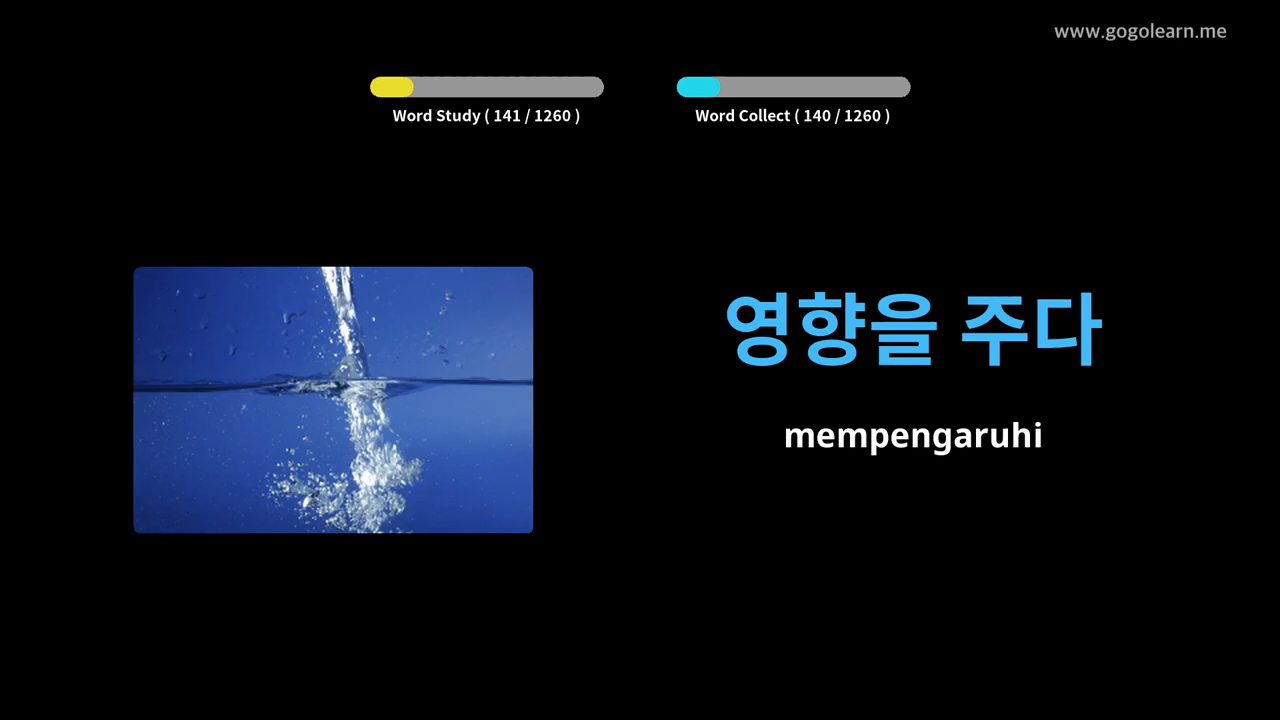 www.gogolearn.me
Word Study ( 141 / 1260 )
Word Collect ( 140 / 1260 )
영향을 주다
mempengaruhi